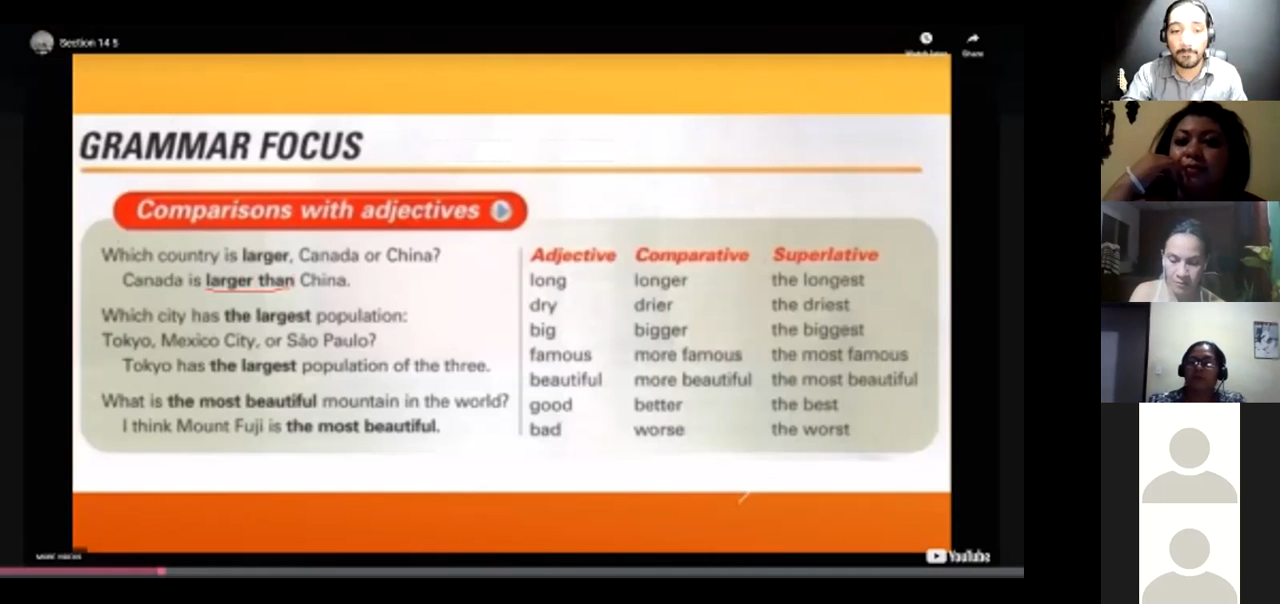 Section 14 5
Watch later
Share
GRAMMAR FOCUS
Comparisons with adjectives
Which country is larger, Canada or China?
Canada is larger than China.
Which city has the largest population:
Tokyo, Mexico City, or São Paulo?
Tokyo has the largest population of the three.
What is the most beautiful mountain in the world?
I think Mount Fuji is the most beautiful.
Adjective Comparative Superlative
long longer the longest
dry drier the driest
big bigger the biggest
famous more famous the most famous
beautiful more beautiful the most beautiful
good better the best
bad worse the worst
MORE VIDEOS
YouTube